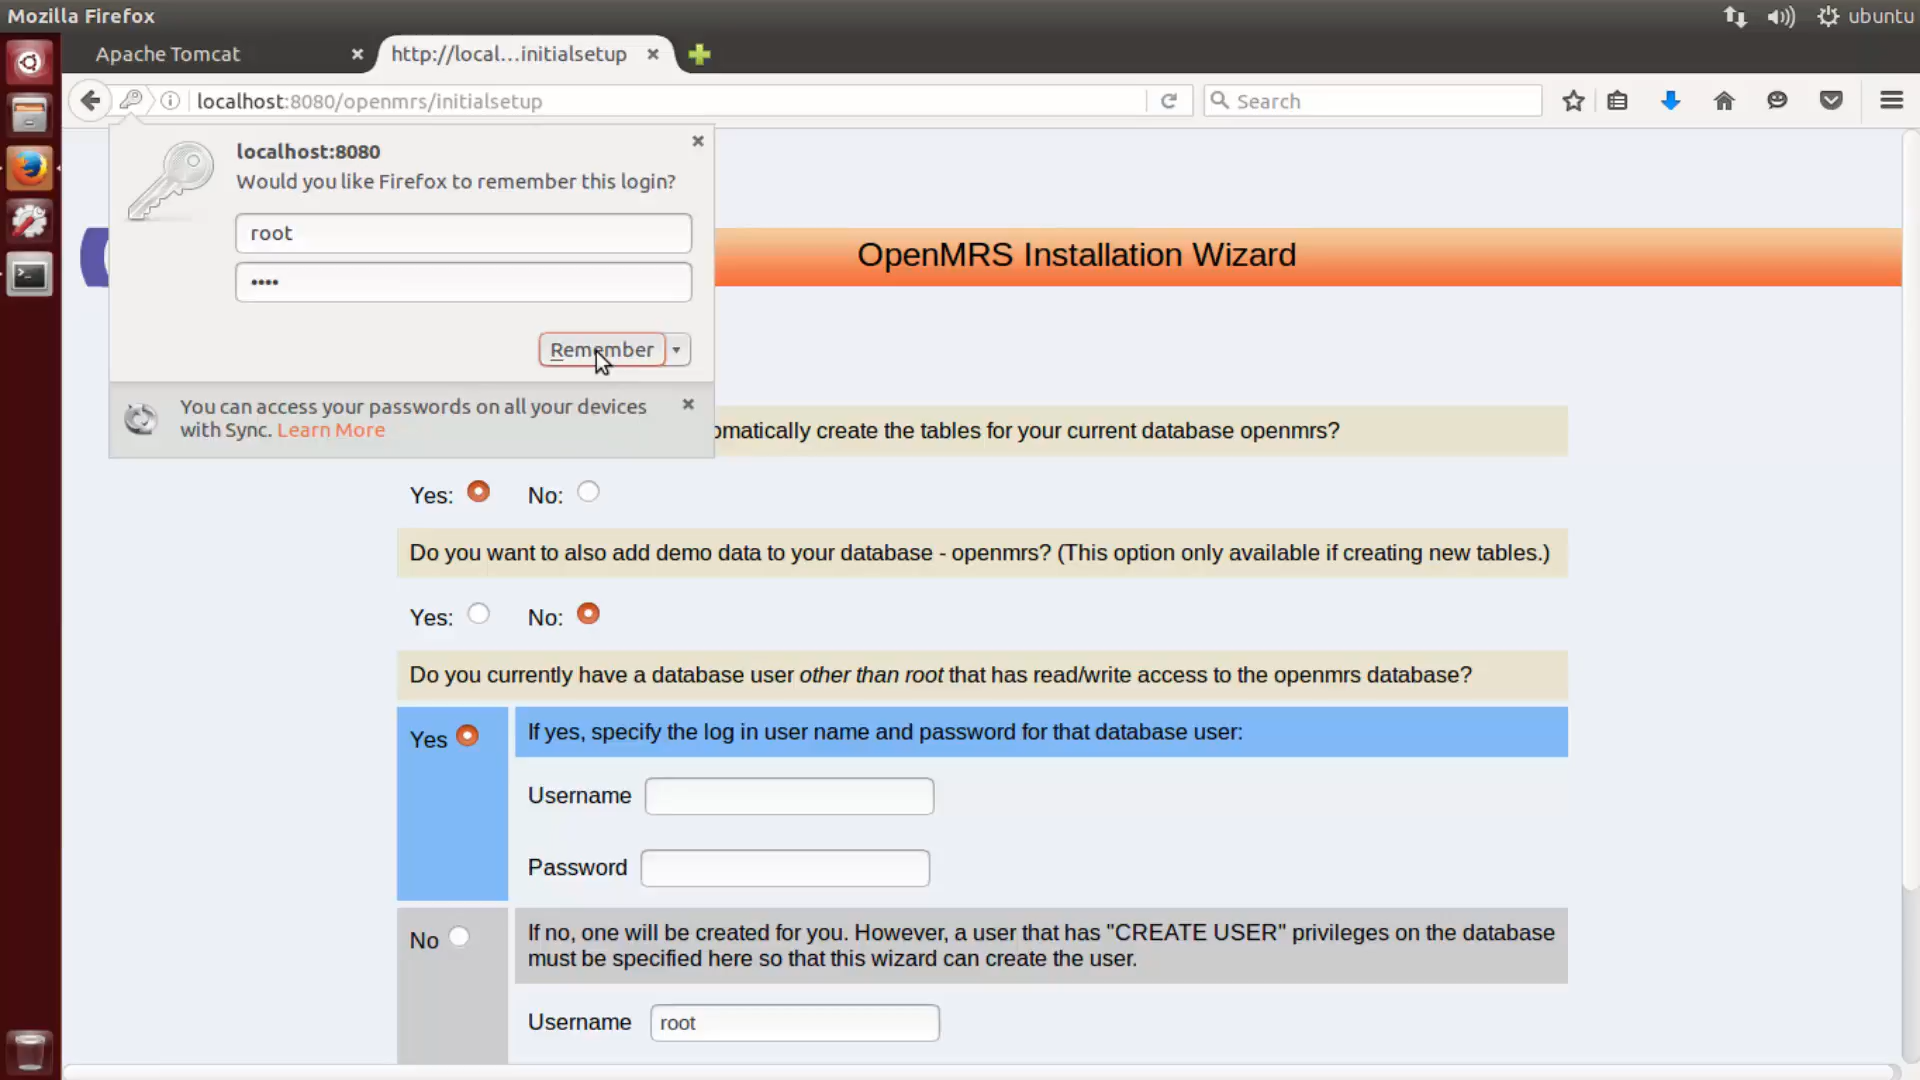 Mozilla Firefox
ubuntu
Apache Tomcat
http://local...initialsetup
localhost:8080/openmrs/initialsetup
Search
localhost:8080
Would you like Firefox to remember this login?
root
••••
Remember
You can access your passwords on all your devices
with Sync. Learn More
OpenMRS Installation Wizard
omatically create the tables for your current database openmrs?
Yes: No:
Do you want to also add demo data to your database - openmrs? (This option only available if creating new tables.)
Yes: No:
Do you currently have a database user other than root that has read/write access to the openmrs database?
Yes
If yes, specify the log in user name and password for that database user:
Username
Password
No
If no, one will be created for you. However, a user that has "CREATE USER" privileges on the database
must be specified here so that this wizard can create the user.
Username root